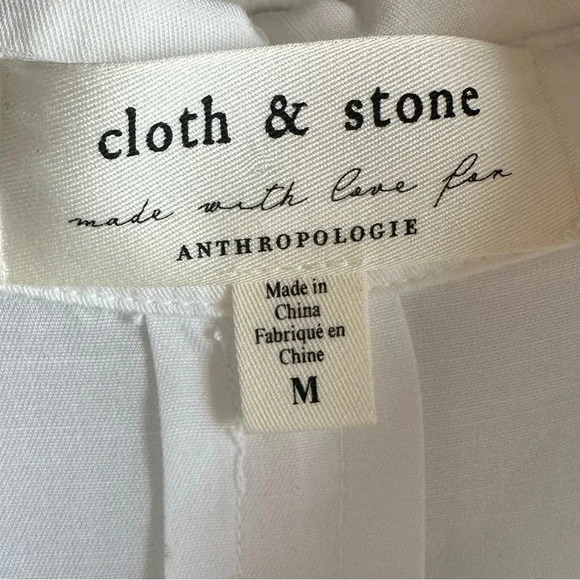 cloth & stone
made with love for
ANTHROPOLOGIE
Made in
China
Fabriqué en
Chine
M